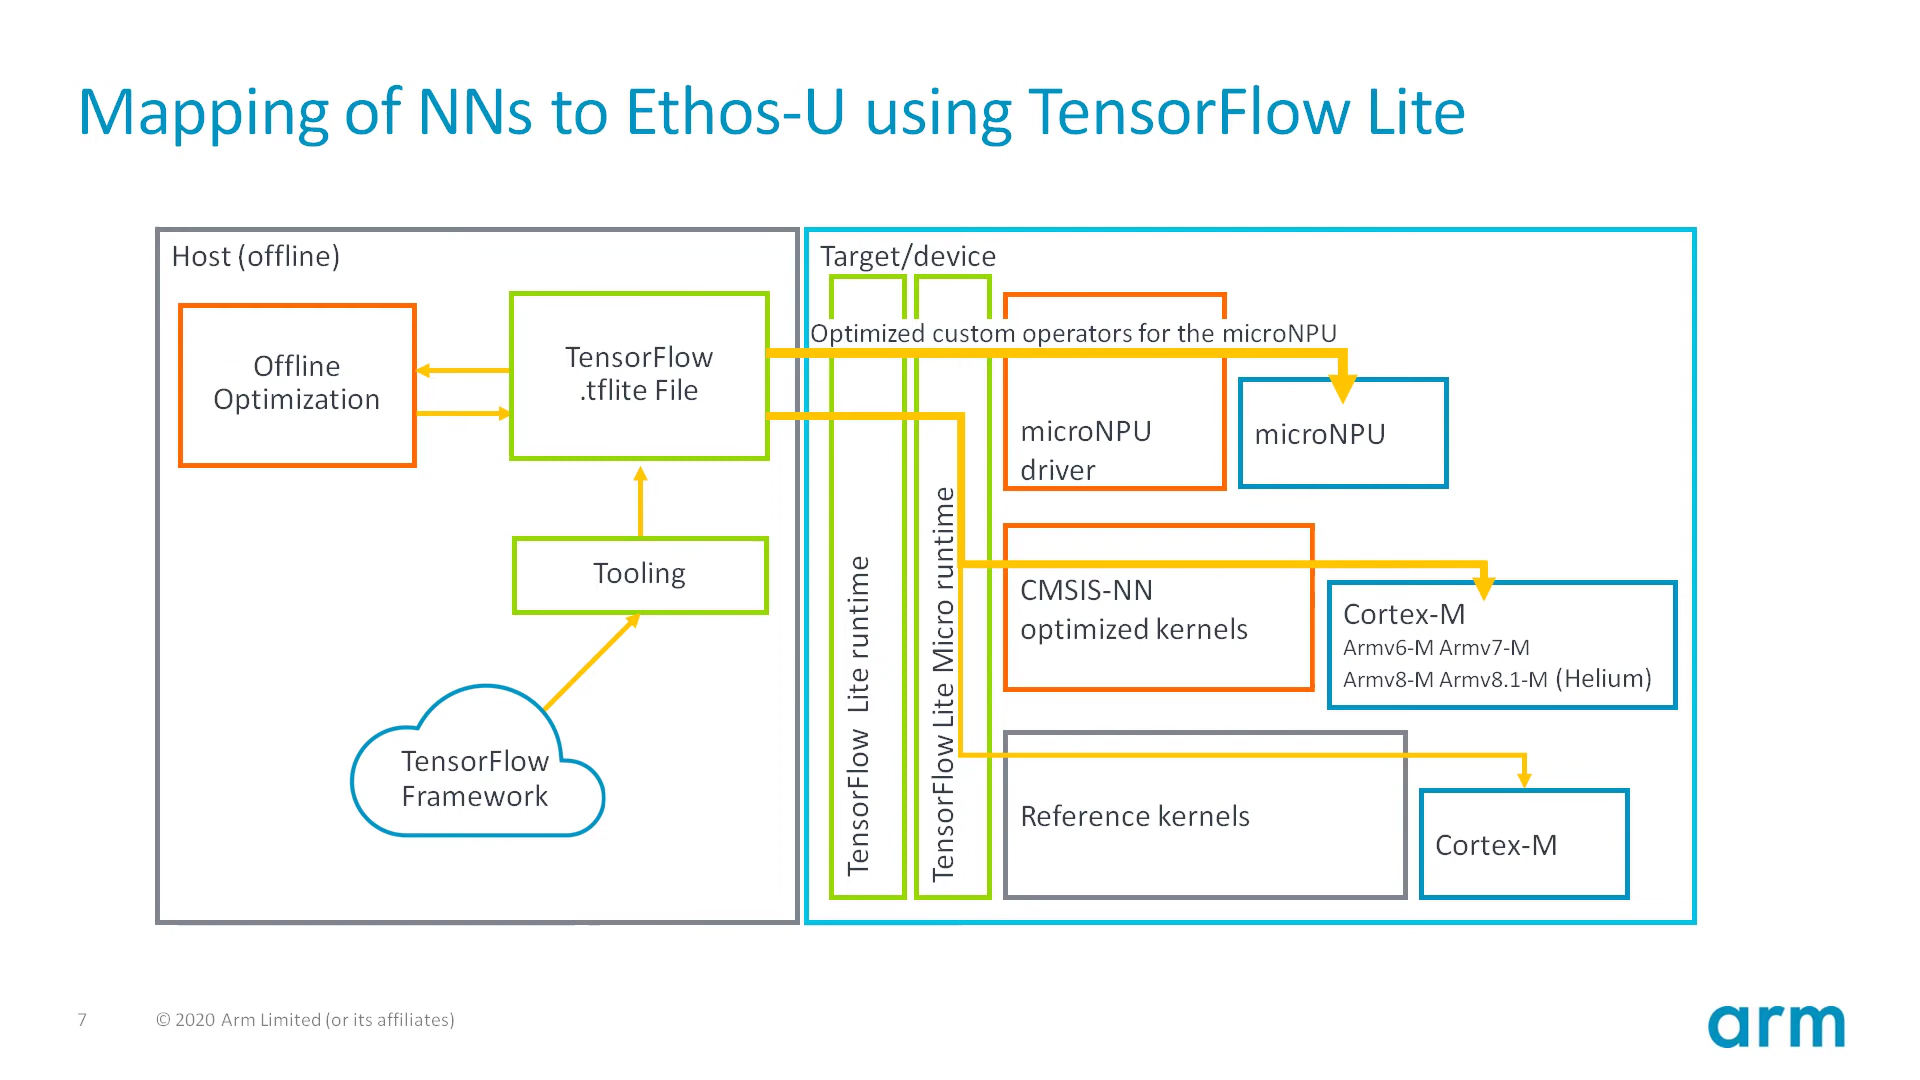 Mapping of NNs to Ethos-U using TensorFlow Lite
Host (offline)
Offline
Optimization
TensorFlow
.tflite File
Tooling
TensorFlow
Framework
Target/device
TensorFlow Lite runtime
TensorFlow Lite Micro runtime
Optimized custom operators for the microNPU
microNPU
driver
microNPU
CMSIS-NN
optimized kernels
Cortex-M
Armv6-M Armv7-M
Armv8-M Armv8.1-M (Helium)
Reference kernels
Cortex-M
7
© 2020 Arm Limited (or its affiliates)
arm